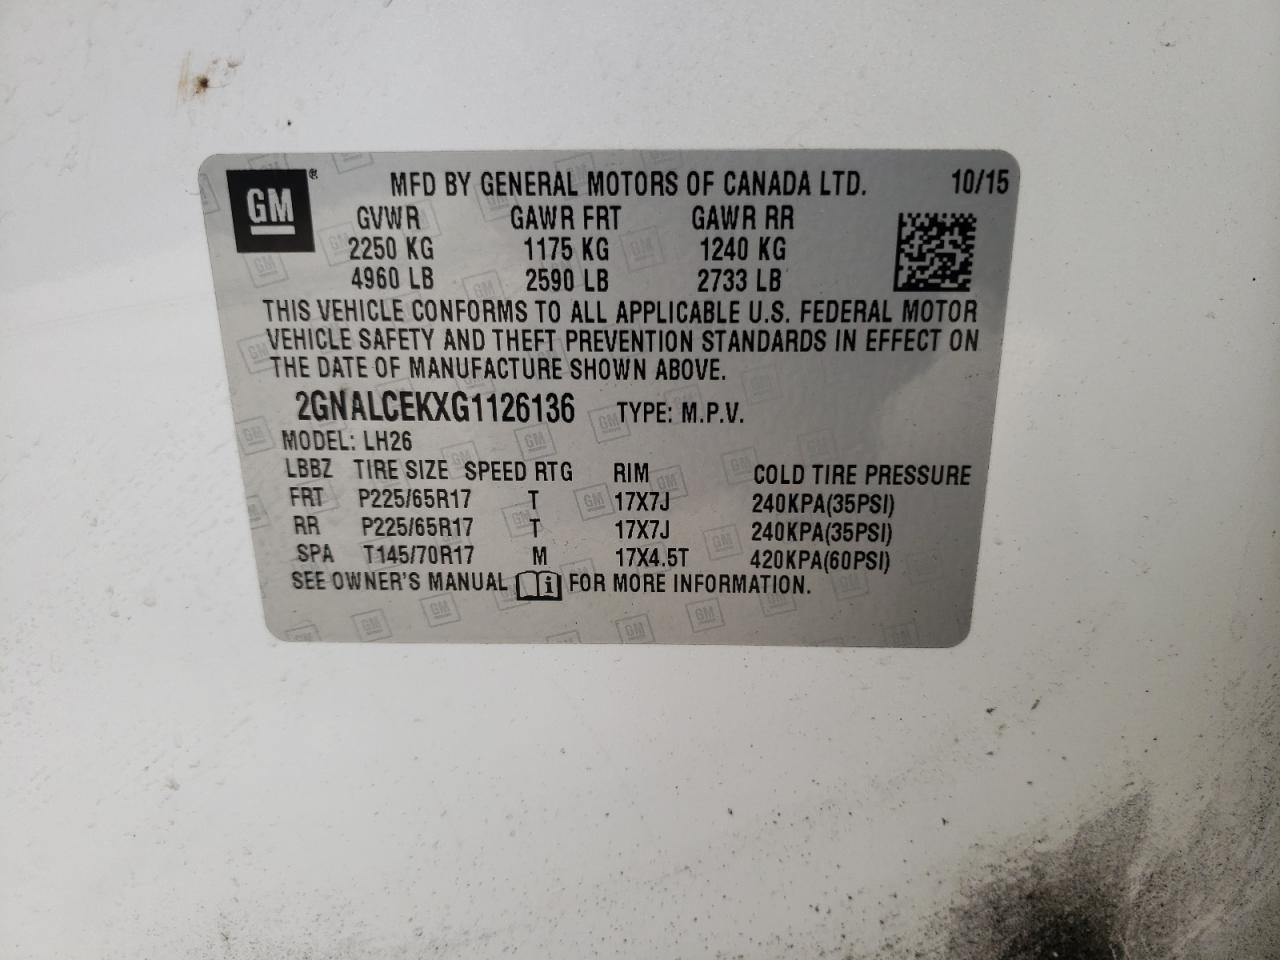 GM®
MFD BY GENERAL MOTORS OF CANADA LTD. 10/15
GVWR GAWR FRT GAWR RR
2250 KG 1175 KG 1240 KG
4960 LB 2590 LB 2733 LB
THIS VEHICLE CONFORMS TO ALL APPLICABLE U.S. FEDERAL MOTOR
VEHICLE SAFETY AND THEFT PREVENTION STANDARDS IN EFFECT ON
THE DATE OF MANUFACTURE SHOWN ABOVE.
2GNALCEKXG1126136 TYPE: M.P.V.
MODEL: LH26
LBBZ TIRE SIZE SPEED RTG RIM COLD TIRE PRESSURE
FRT P225/65R17 T 17X7J 240KPA(35PSI)
RR P225/65R17 T 17X7J 240KPA(35PSI)
SPA T145/70R17 M 17X4.5T 420KPA(60PSI)
SEE OWNER'S MANUAL i FOR MORE INFORMATION.